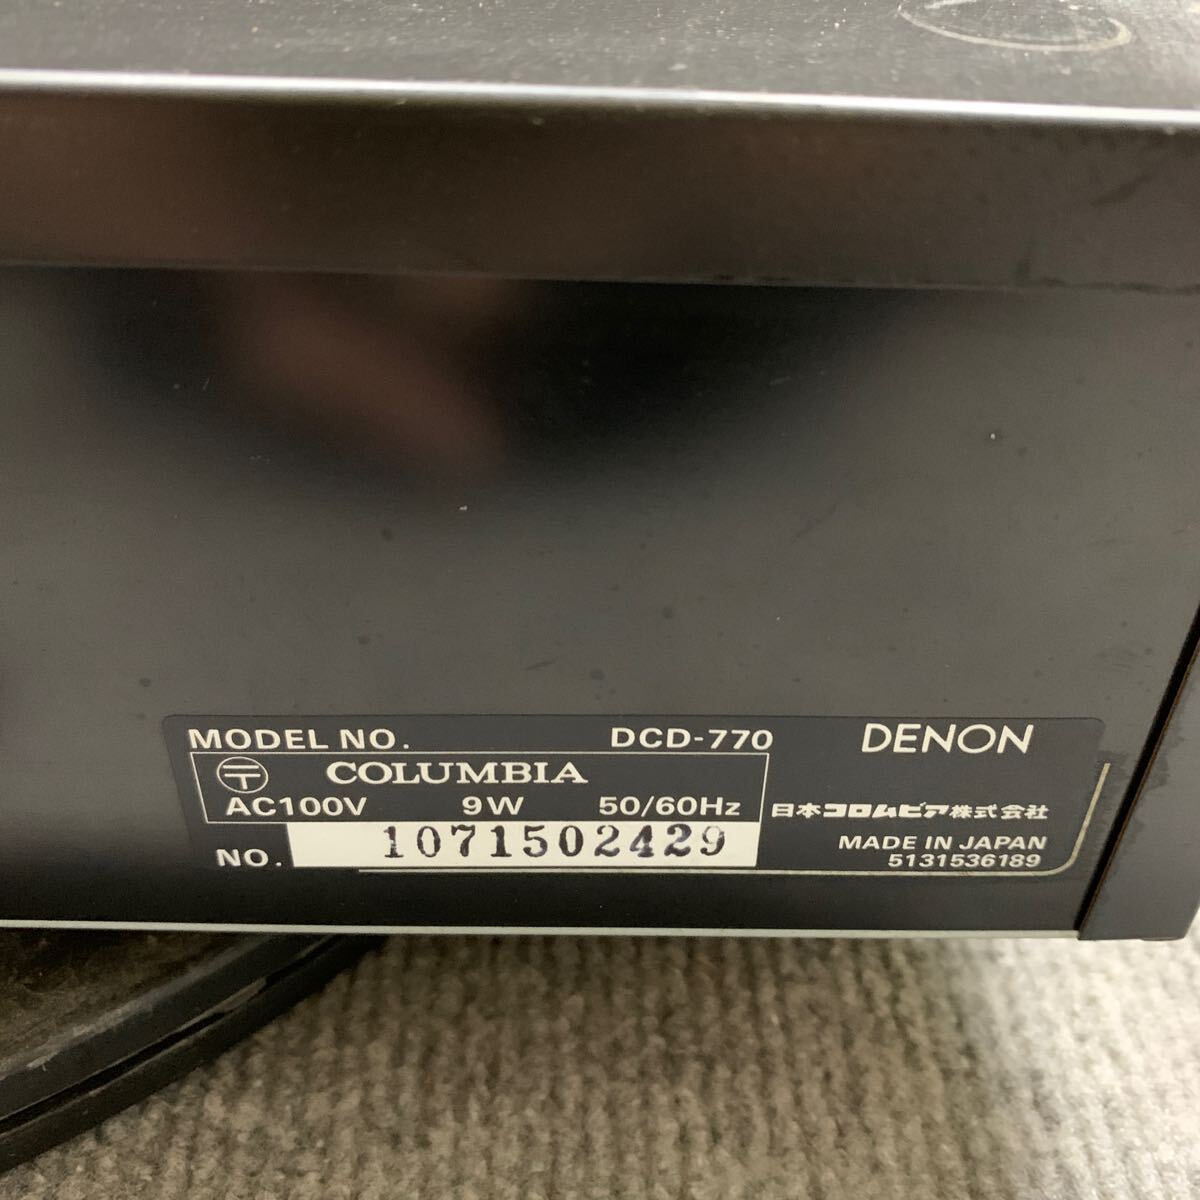 MODEL NO. DCD-770 DENON
〒 COLUMBIA
AC100V 9W 50/60Hz
日本コロムビア株式会社
NO. 1071502429
MADE IN JAPAN
5131536189